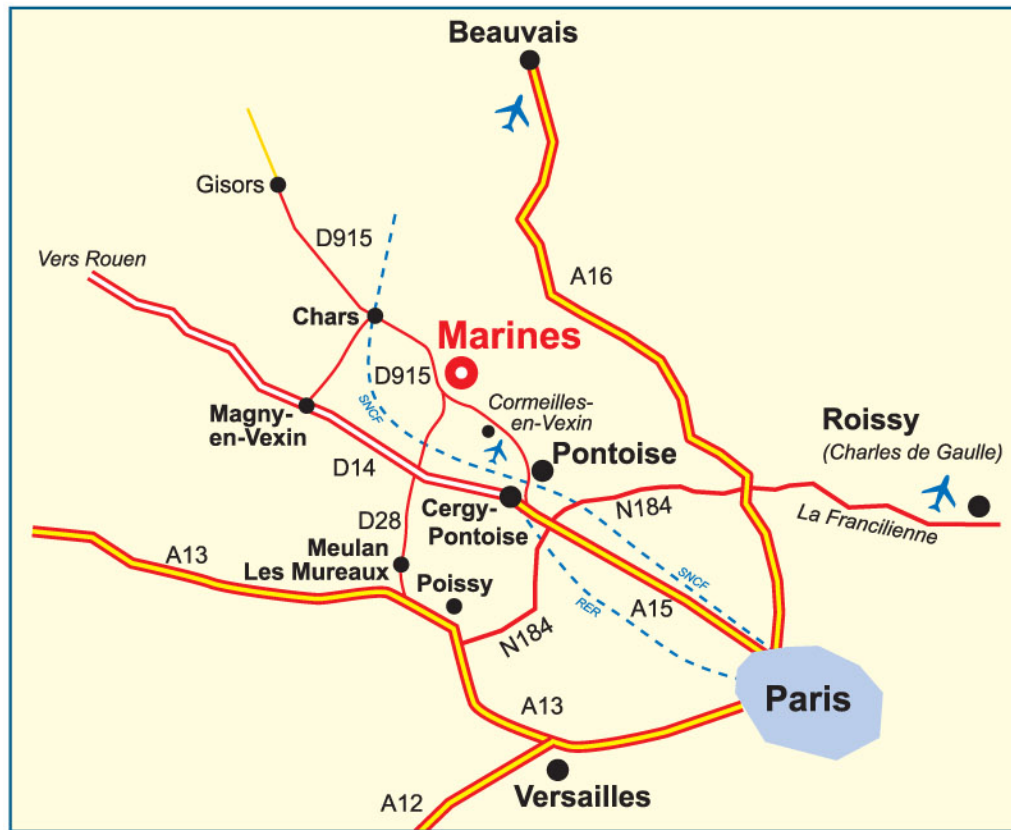 Beauvais
Gisors
D915
Vers Rouen
A16
Chars
Marines
D915
SNCF
Cormeilles-
en-Vexin
Roissy
(Charles de Gaulle)
Magny-
en-Vexin
Pontoise
D14
Cergy-
Pontoise
N184
La Francilienne
D28
A13
Meulan
Les Mureaux
Poissy
SNCF
RER
A15
N184
Paris
A13
Versailles
A12